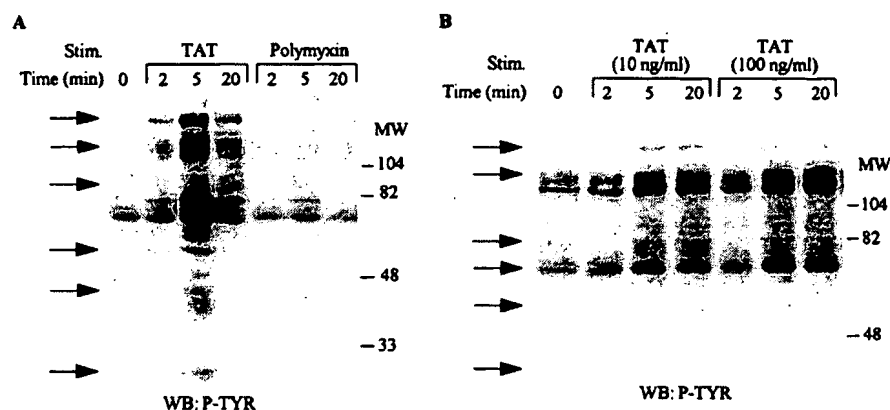 A
Stim. TAT Polymyxin
Time (min) 0 2 5 20 2 5 20
MW
– 104
– 82
– 48
– 33
WB: P-TYR
B
Stim. TAT (10 ng/ml) TAT (100 ng/ml)
Time (min) 0 2 5 20 2 5 20
MW
– 104
– 82
– 48
WB: P-TYR